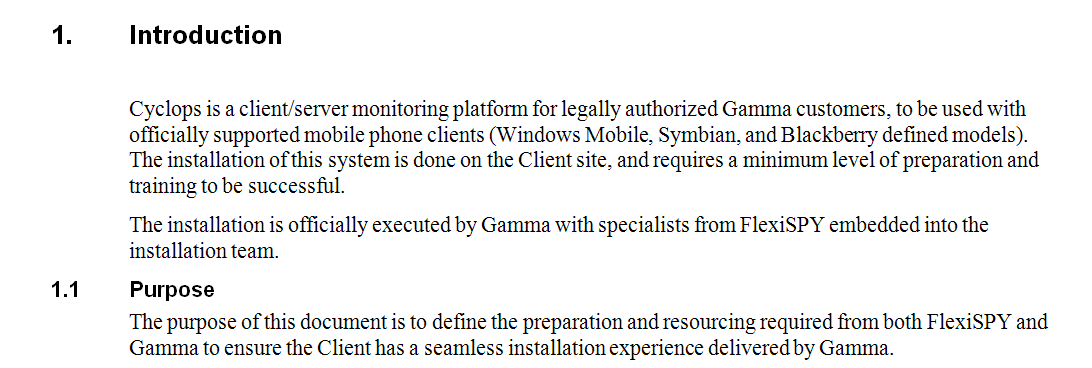 1. Introduction
Cyclops is a client/server monitoring platform for legally authorized Gamma customers, to be used with
officially supported mobile phone clients (Windows Mobile, Symbian, and Blackberry defined models).
The installation of this system is done on the Client site, and requires a minimum level of preparation and
training to be successful.
The installation is officially executed by Gamma with specialists from FlexiSPY embedded into the
installation team.
1.1 Purpose
The purpose of this document is to define the preparation and resourcing required from both FlexiSPY and
Gamma to ensure the Client has a seamless installation experience delivered by Gamma.